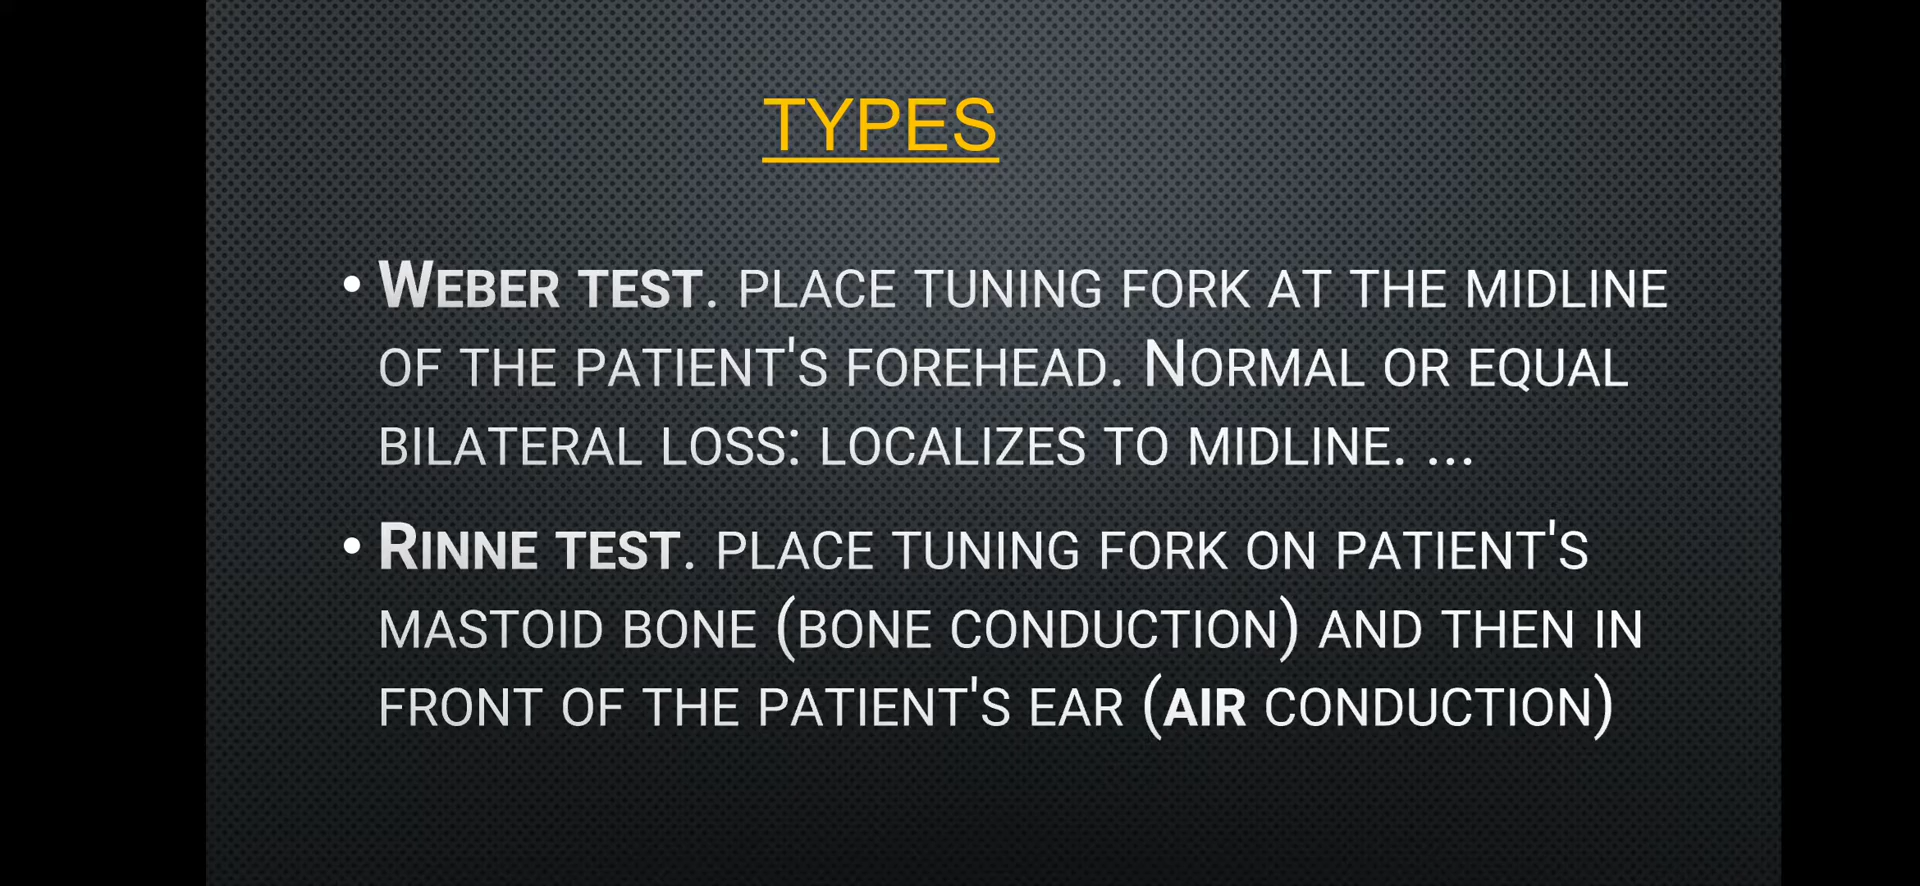 TYPES
• WEBER TEST. PLACE TUNING FORK AT THE MIDLINE
OF THE PATIENT'S FOREHEAD. NORMAL OR EQUAL
BILATERAL LOSS: LOCALIZES TO MIDLINE. ...
• RINNE TEST. PLACE TUNING FORK ON PATIENT'S
MASTOID BONE (BONE CONDUCTION) AND THEN IN
FRONT OF THE PATIENT'S EAR (AIR CONDUCTION)